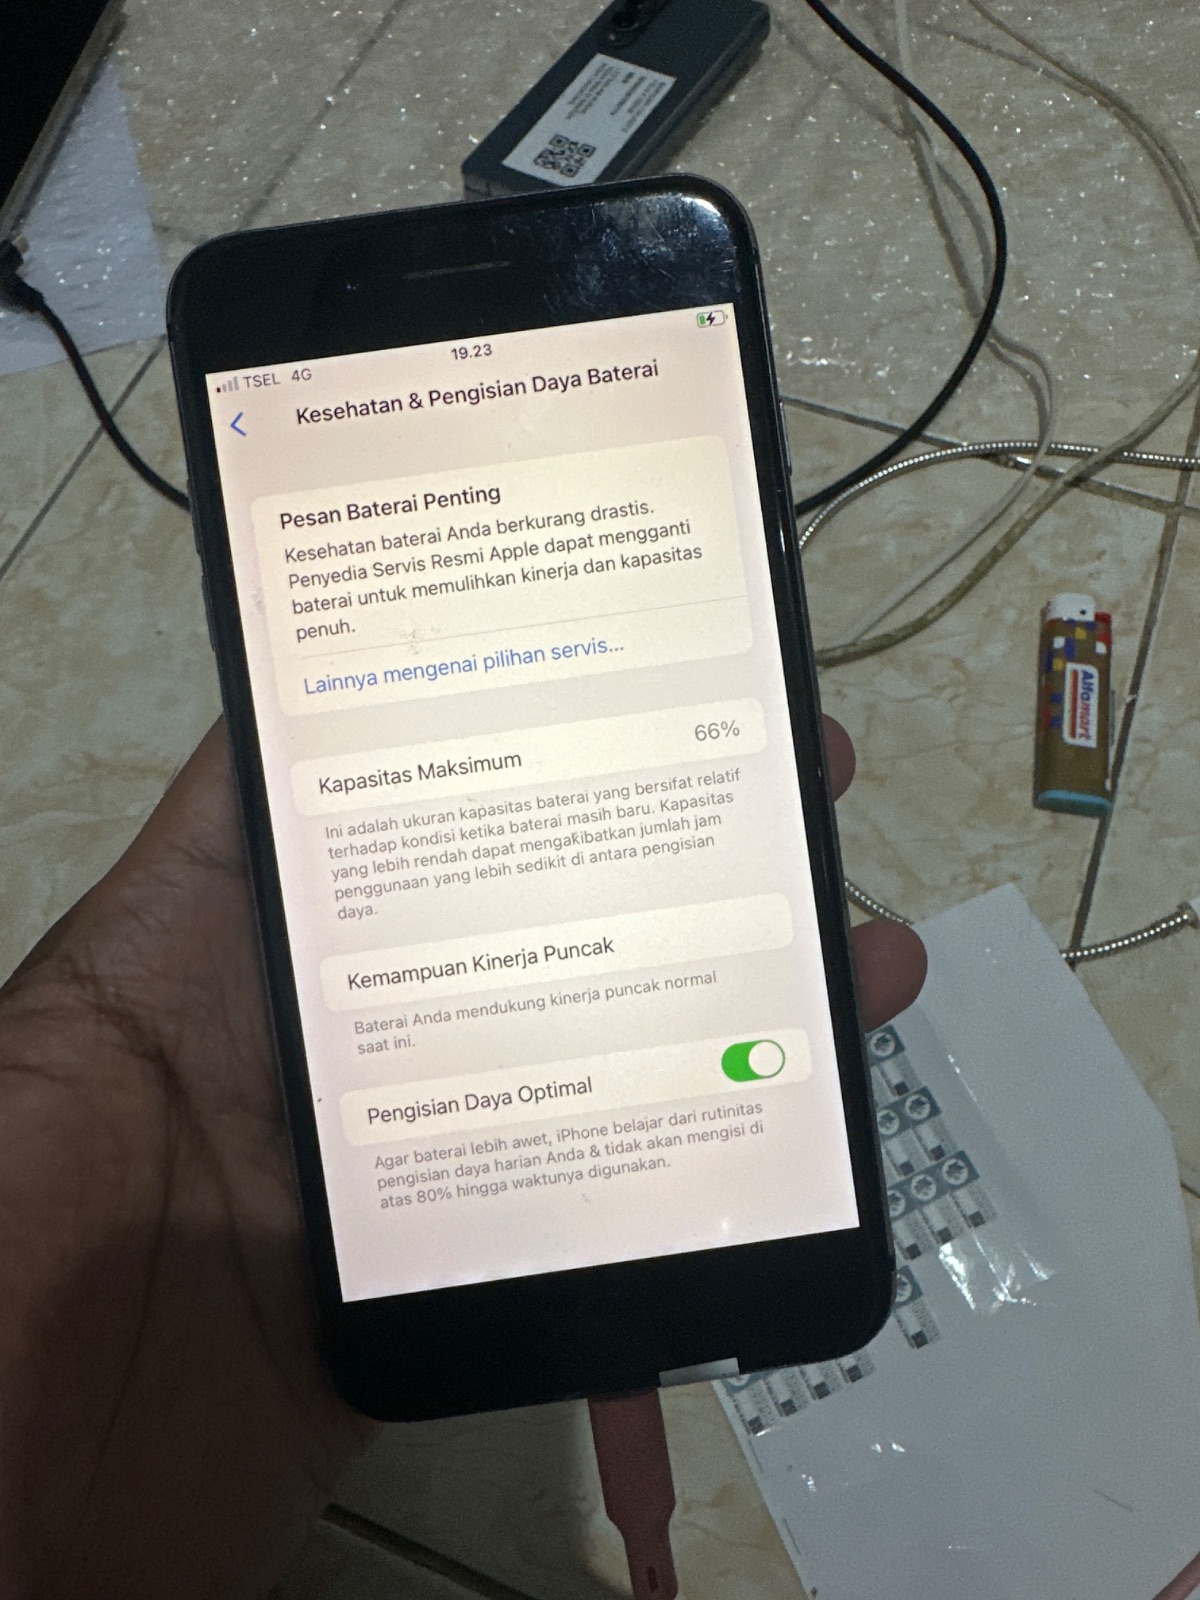 19.23
TSEL 4G
Kesehatan & Pengisian Daya Baterai
Pesan Baterai Penting
Kesehatan baterai Anda berkurang drastis.
Penyedia Servis Resmi Apple dapat mengganti
baterai untuk memulihkan kinerja dan kapasitas
penuh.
Lainnya mengenai pilihan servis...
Kapasitas Maksimum 66%
Ini adalah ukuran kapasitas baterai yang bersifat relatif
terhadap kondisi ketika baterai masih baru. Kapasitas
yang lebih rendah dapat mengakibatkan jumlah jam
penggunaan yang lebih sedikit di antara pengisian
daya.
Kemampuan Kinerja Puncak
Baterai Anda mendukung kinerja puncak normal
saat ini.
Pengisian Daya Optimal
Agar baterai lebih awet, iPhone belajar dari rutinitas
pengisian daya harian Anda & tidak akan mengisi di
atas 80% hingga waktunya digunakan.
Alfamart